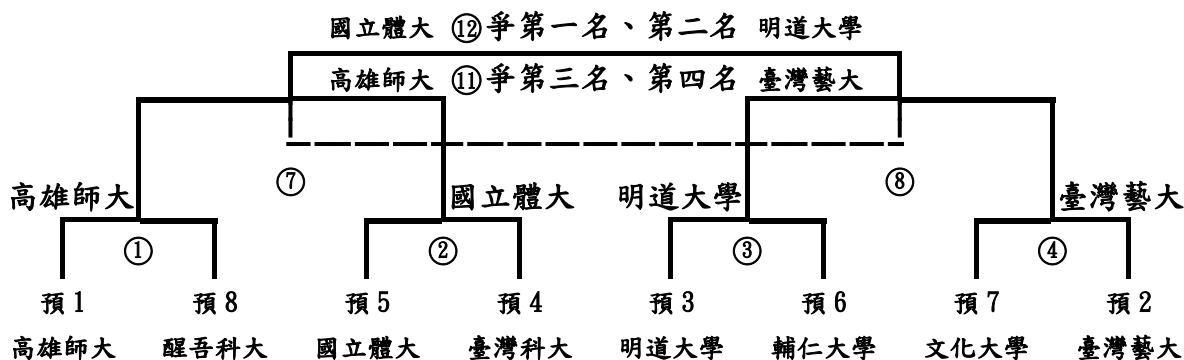 國立體大 ⑫爭第一名、第二名 明道大學
高雄師大 ⑪爭第三名、第四名 臺灣藝大
⑦ ⑧
高雄師大 國立體大 明道大學 臺灣藝大
① ② ③ ④
預1 預8 預5 預4 預3 預6 預7 預2
高雄師大 醒吾科大 國立體大 臺灣科大 明道大學 輔仁大學 文化大學 臺灣藝大